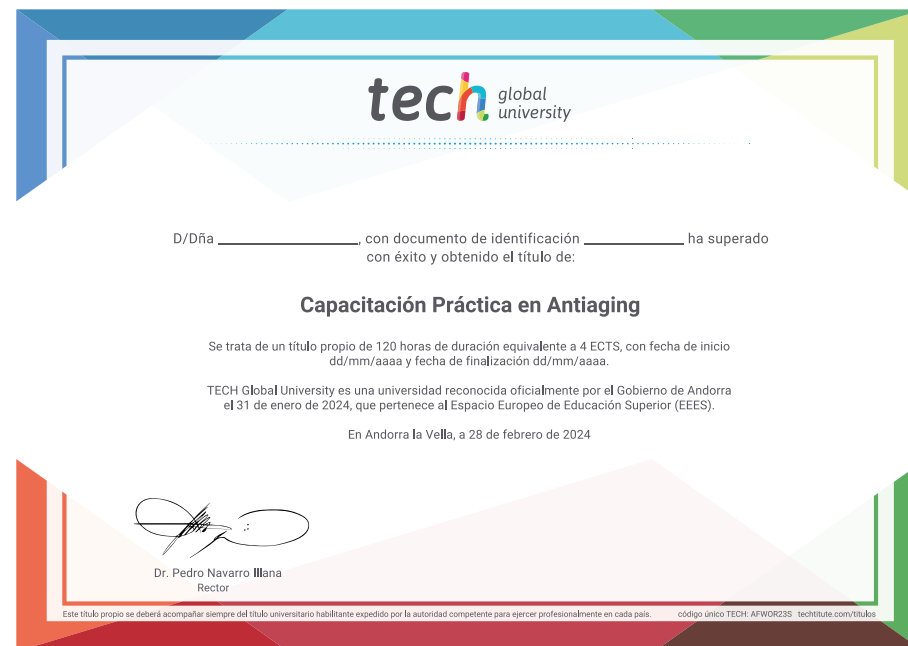 tech global university
D/Dña ____________, con documento de identificación ____________ ha superado
con éxito y obtenido el título de:
Capacitación Práctica en Antiaging
Se trata de un título propio de 120 horas de duración equivalente a 4 ECTS, con fecha de inicio
dd/mm/aaaa y fecha de finalización dd/mm/aaaa.
TECH Global University es una universidad reconocida oficialmente por el Gobierno de Andorra
el 31 de enero de 2024, que pertenece al Espacio Europeo de Educación Superior (EEES).
En Andorra la Vella, a 28 de febrero de 2024
Dr. Pedro Navarro Illana
Rector
Este título propio se deberá acompañar siempre del título universitario habilitante expedido por la autoridad competente para ejercer profesionalmente en cada país. código único TECH: AFWOR23S techtitute.com/titulos